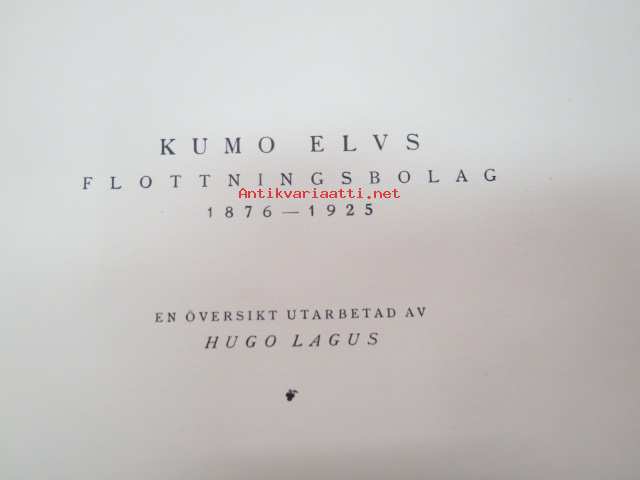 KUMO ELVS
FLOTTNINGSBOLAG
Antikvariaatti.net
1876—1925
EN ÖVERSIKT UTARBETAD AV
HUGO LAGUS